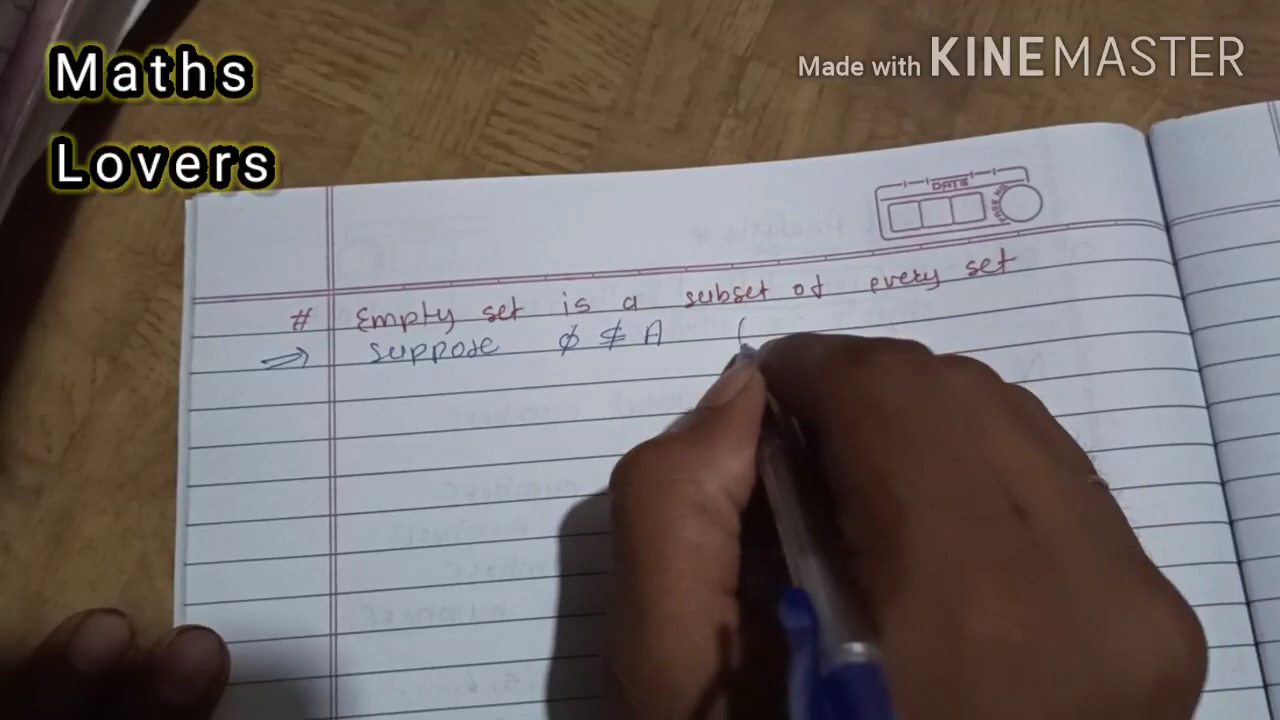 Maths
Lovers
Made with KINEMASTER
DATE
# Empty set is a subset of every set
⇒ suppose ϕ ⊄ A (